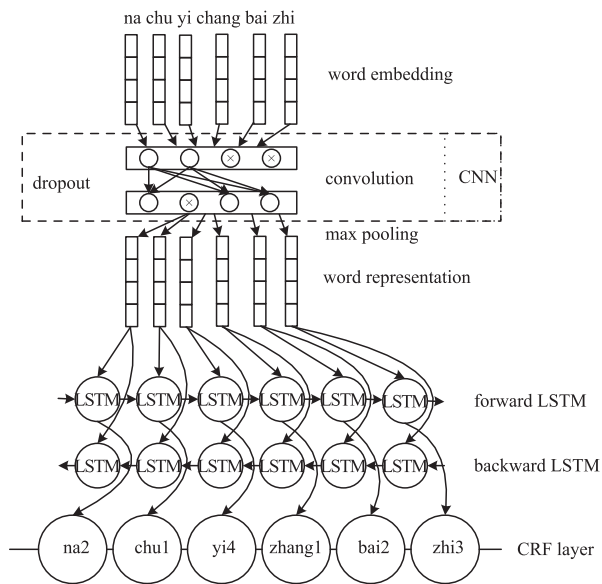 na chu yi chang bai zhi
word embedding
dropout
convolution
CNN
max pooling
word representation
LSTM LSTM LSTM LSTM LSTM LSTM
forward LSTM
LSTM LSTM LSTM LSTM LSTM LSTM
backward LSTM
na2 chu1 yi4 zhang1 bai2 zhi3
CRF layer